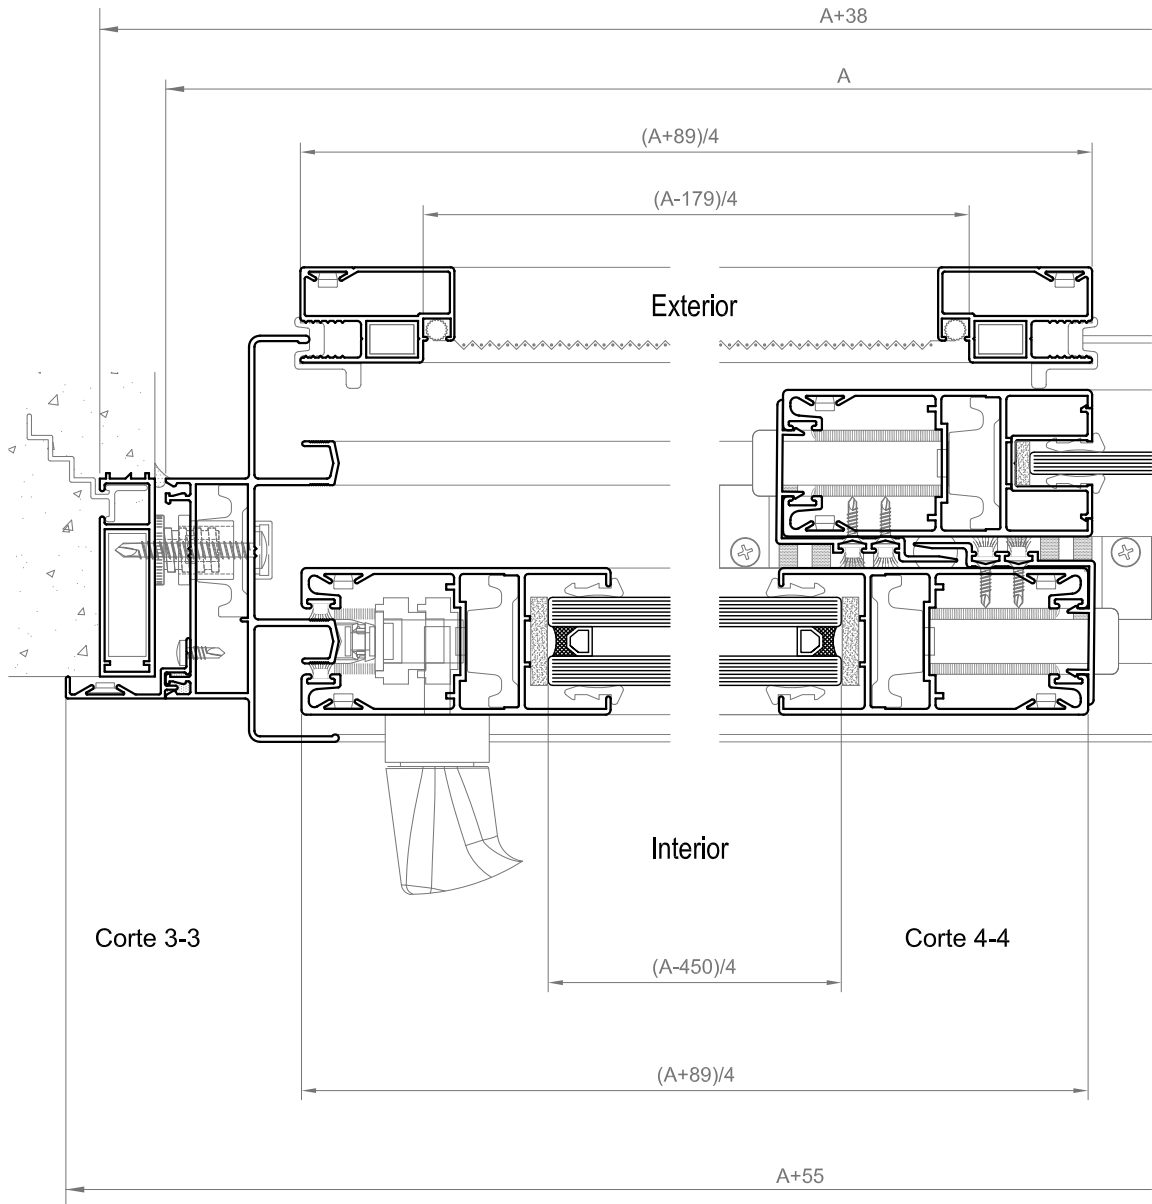 A+38
A
(A+89)/4
(A-179)/4
Exterior
Interior
Corte 3-3
Corte 4-4
(A-450)/4
(A+89)/4
A+55